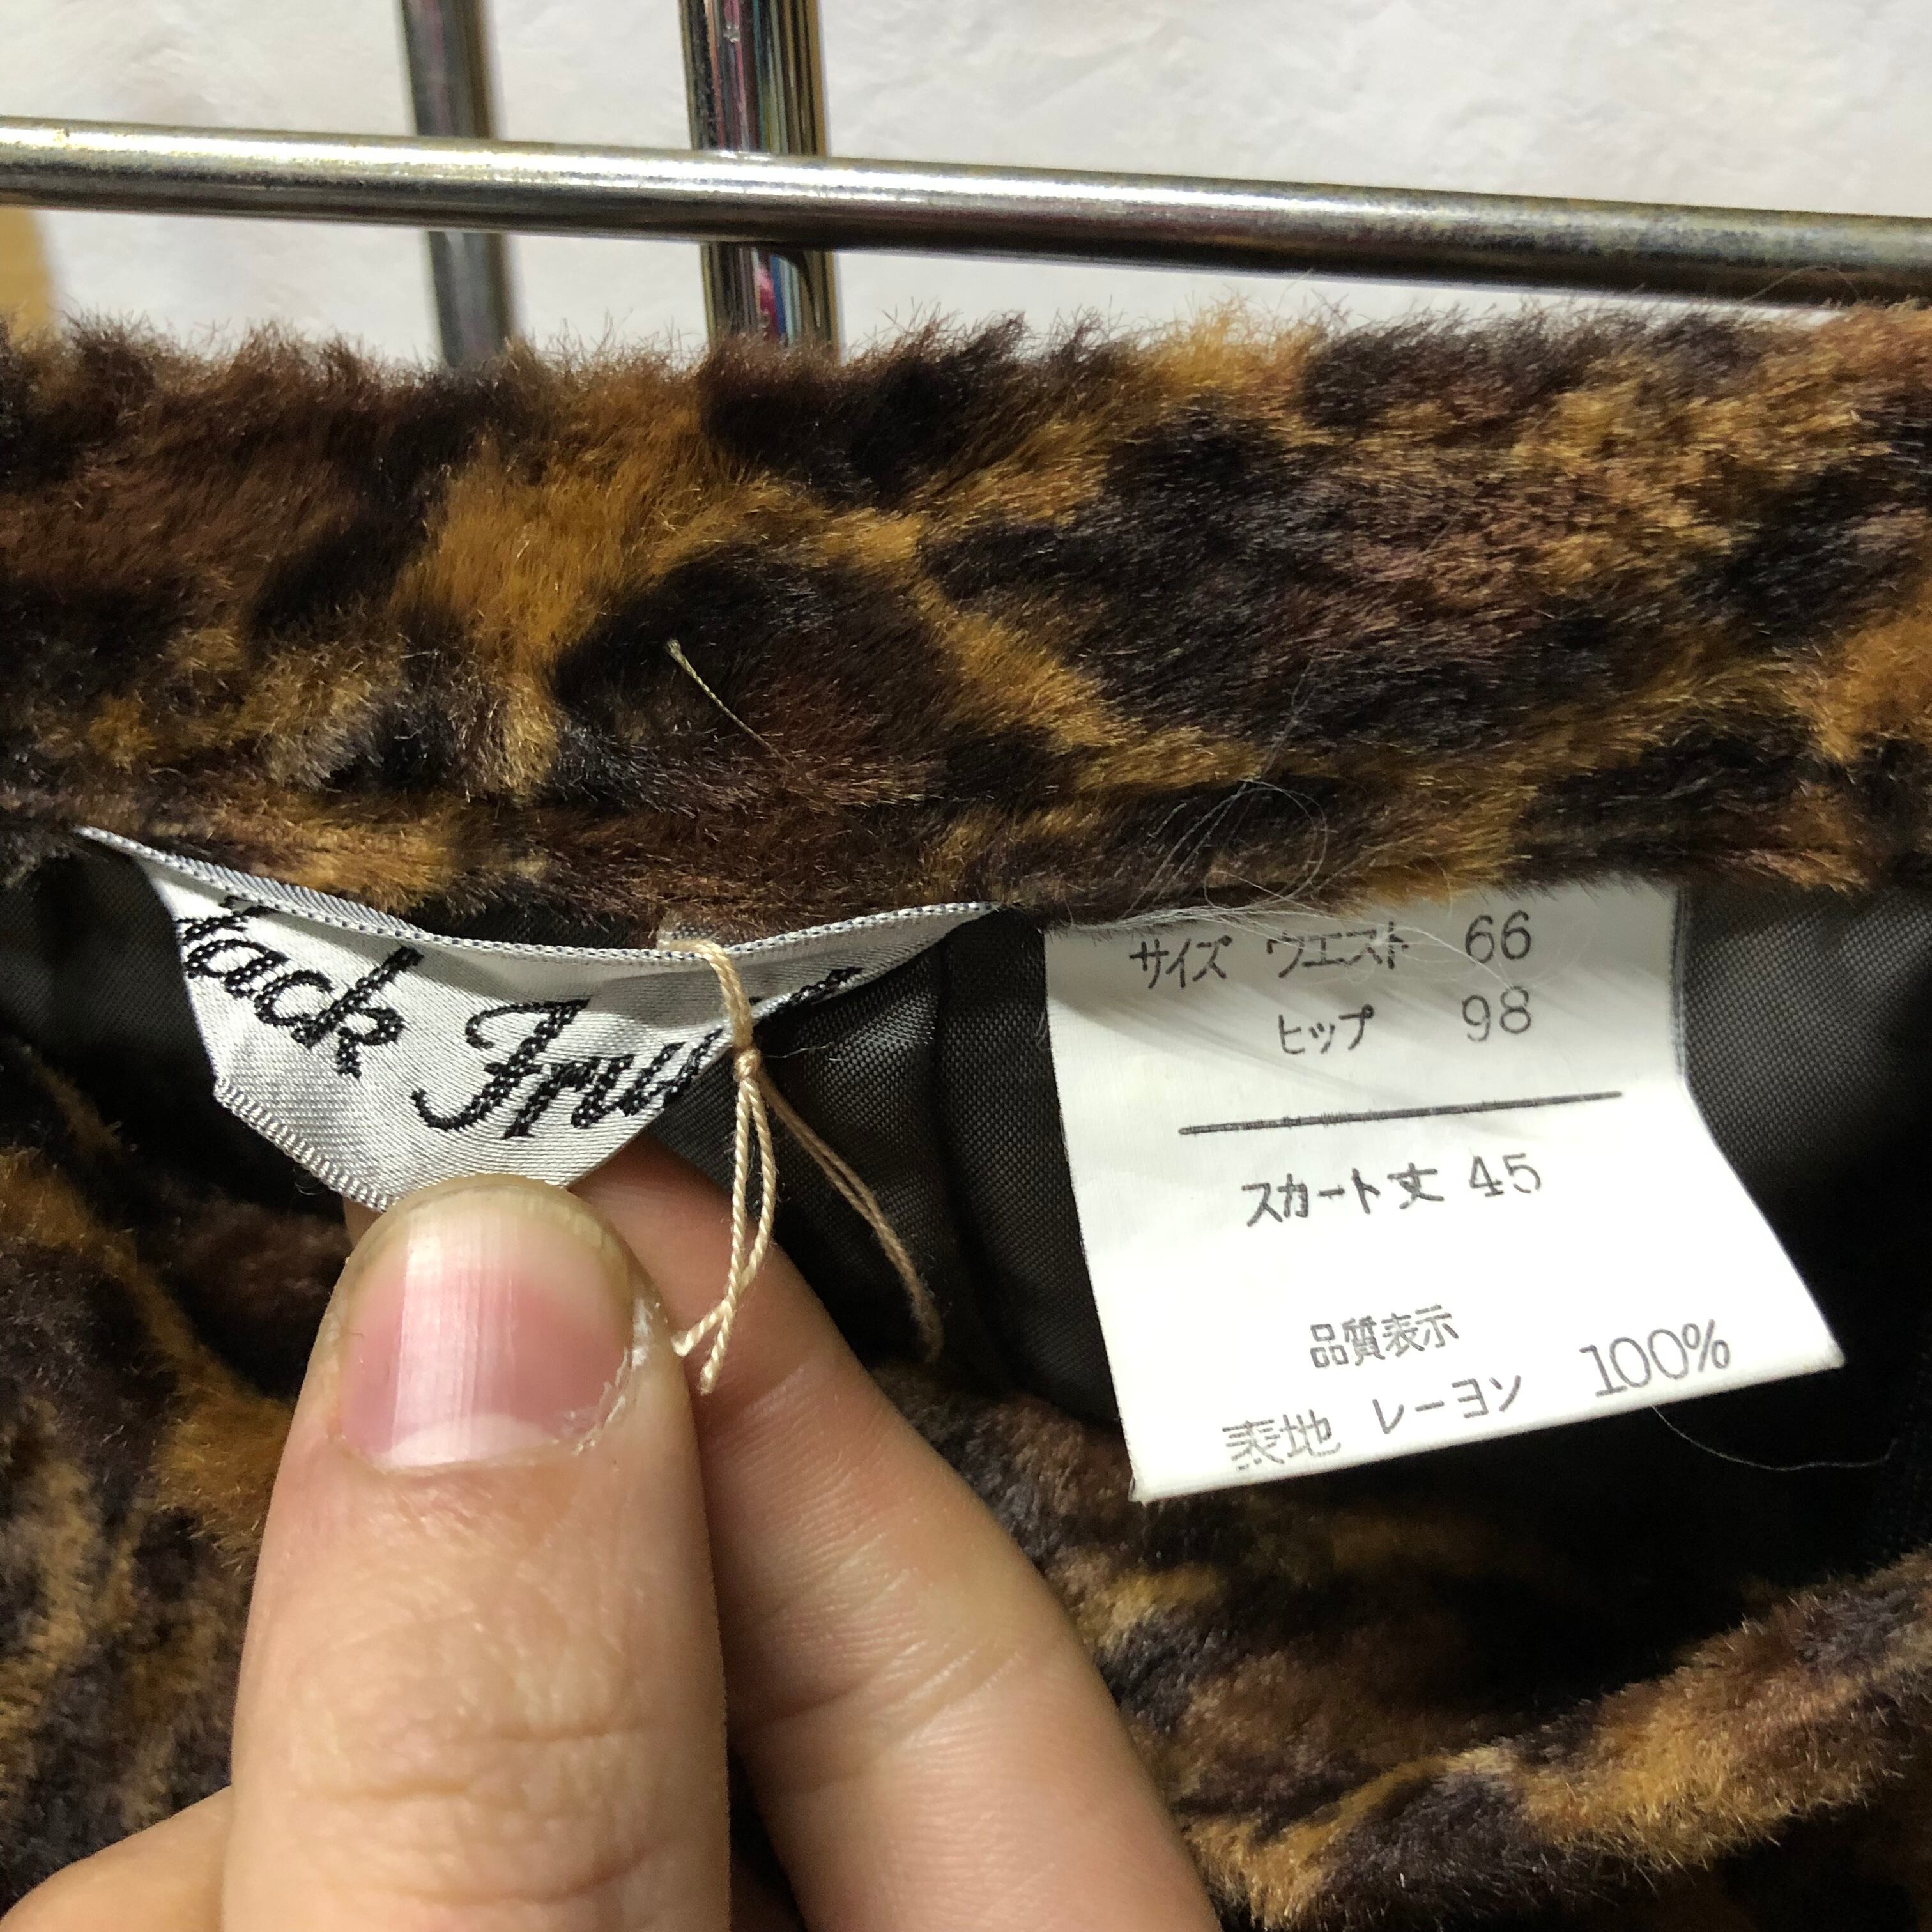 サイズ ウエスト 66
ヒップ 98
スカート丈 45
品質表示
表地 レーヨン 100%